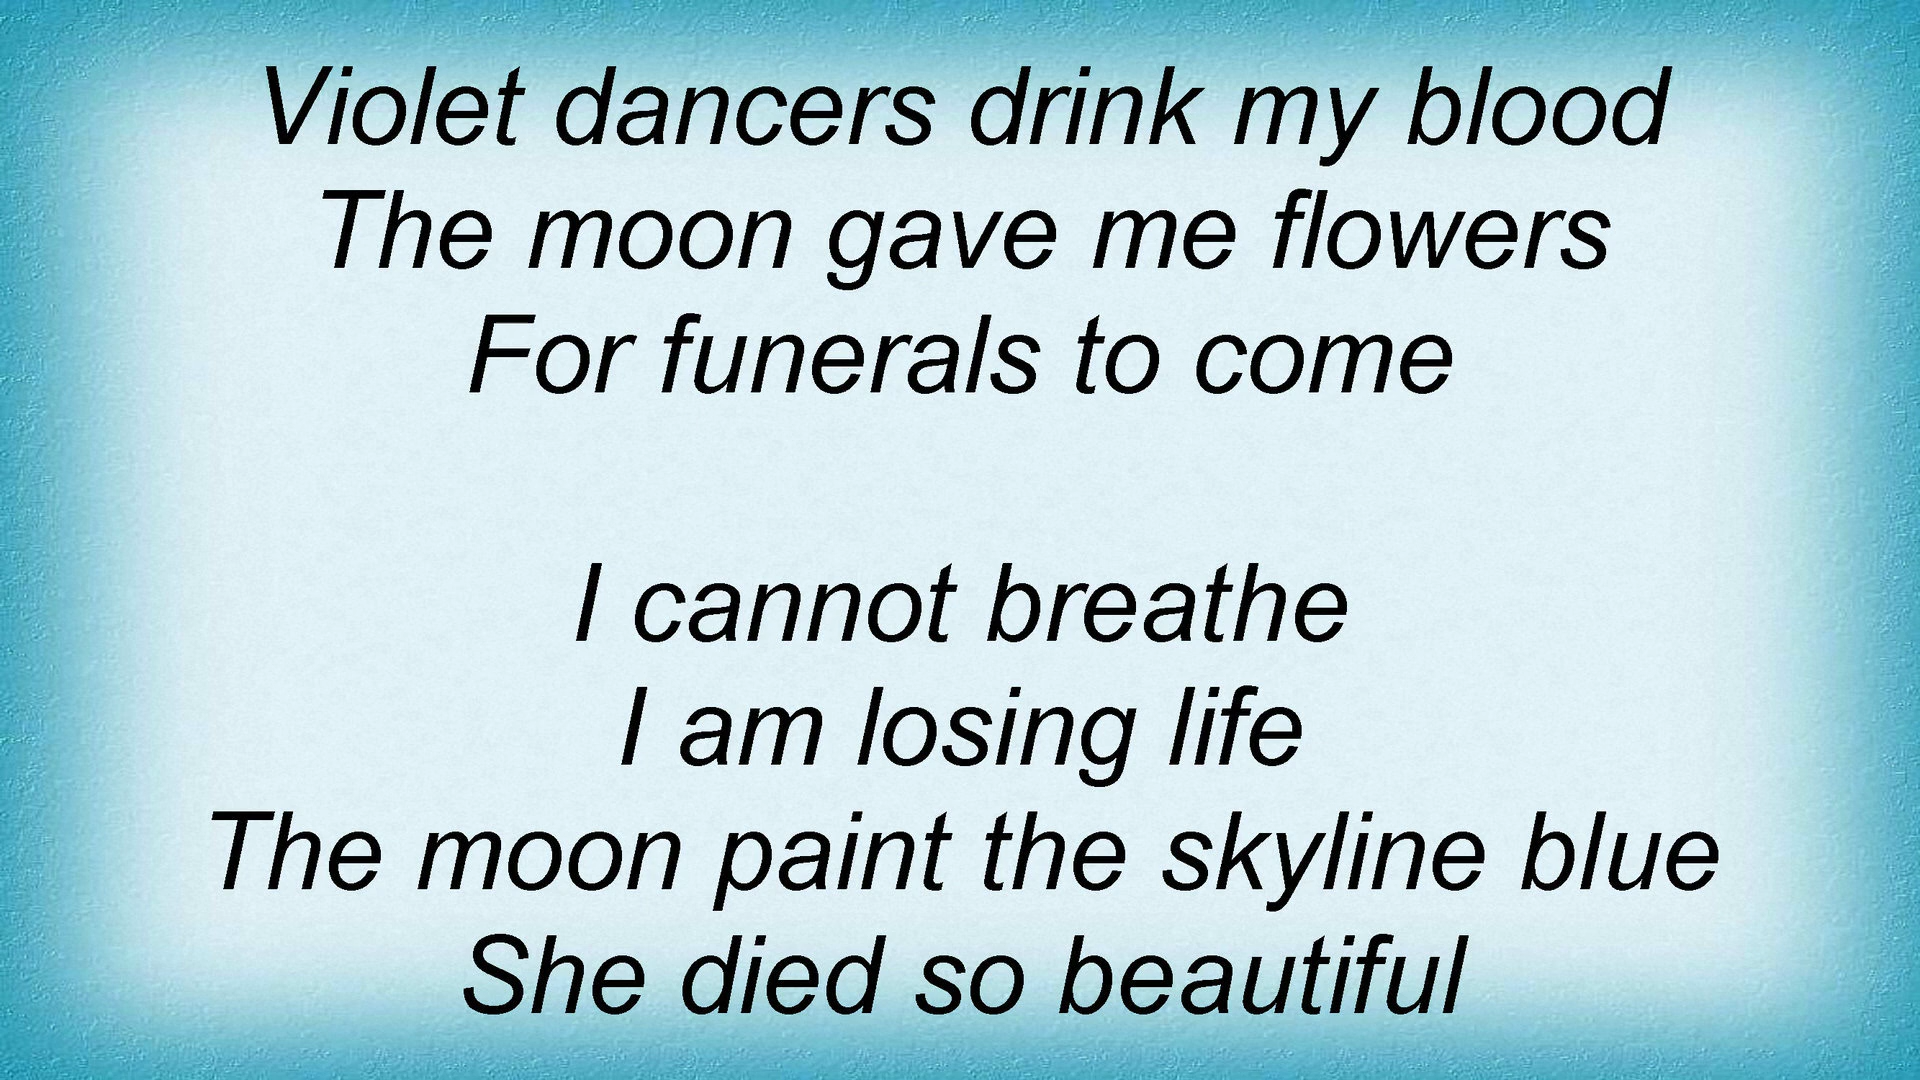 Violet dancers drink my blood
The moon gave me flowers
For funerals to come
I cannot breathe
I am losing life
The moon paint the skyline blue
She died so beautiful